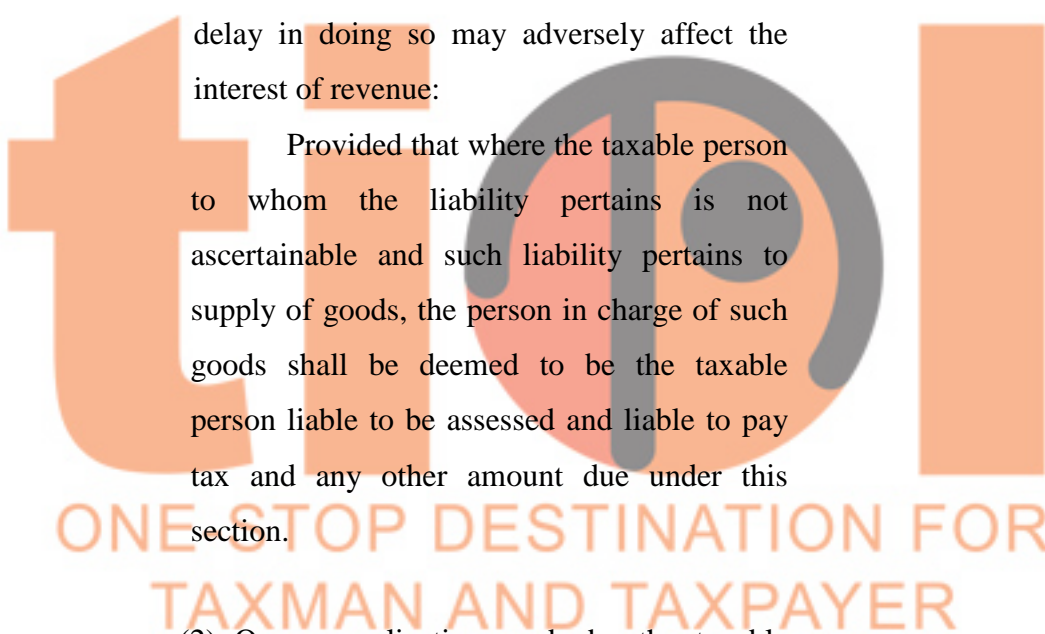 delay in doing so may adversely affect the
interest of revenue:
Provided that where the taxable person
to whom the liability pertains is not
ascertainable and such liability pertains to
supply of goods, the person in charge of such
goods shall be deemed to be the taxable
person liable to be assessed and liable to pay
tax and any other amount due under this
section.
tiol
ONE STOP DESTINATION FOR
TAXMAN AND TAXPAYER